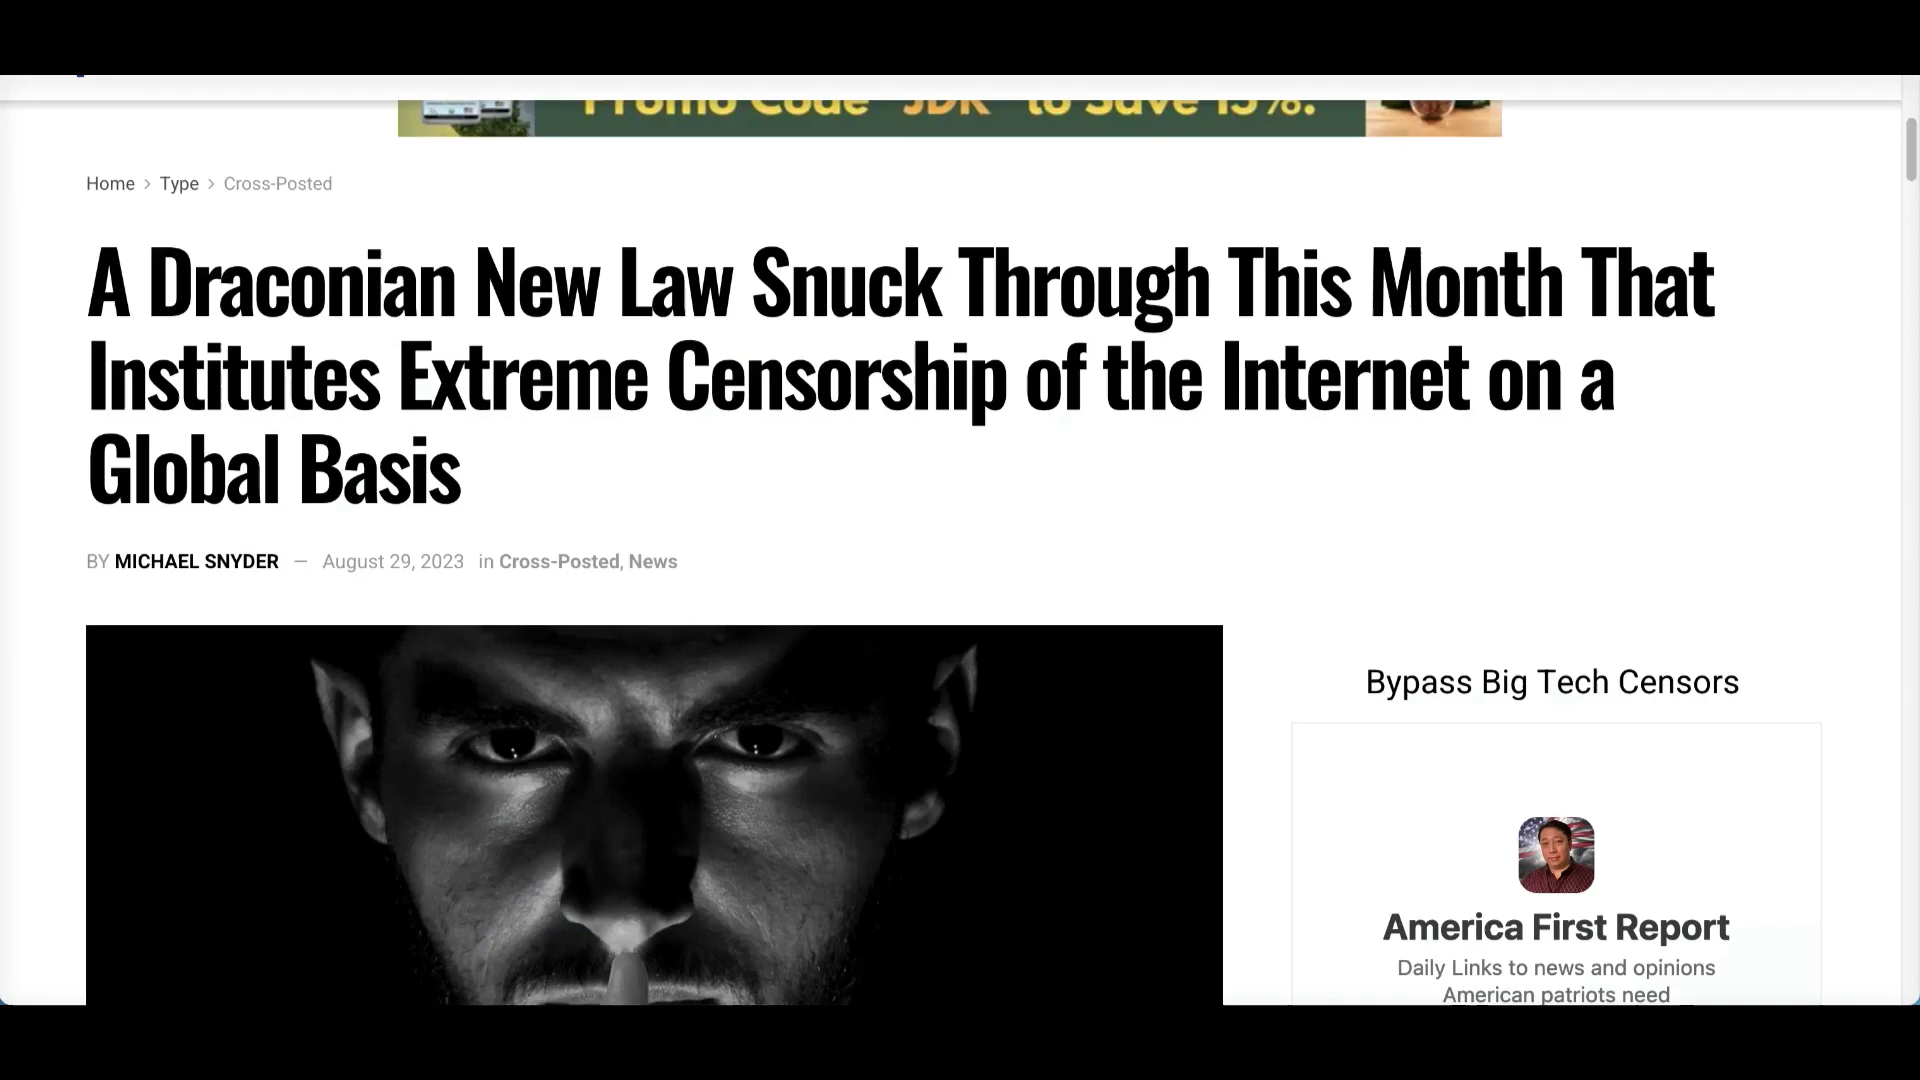 Promo Code "JDR" to Save 15%.
Home > Type > Cross-Posted
A Draconian New Law Snuck Through This Month That
Institutes Extreme Censorship of the Internet on a
Global Basis
BY MICHAEL SNYDER — August 29, 2023 in Cross-Posted, News
Bypass Big Tech Censors
America First Report
Daily Links to news and opinions
American patriots need